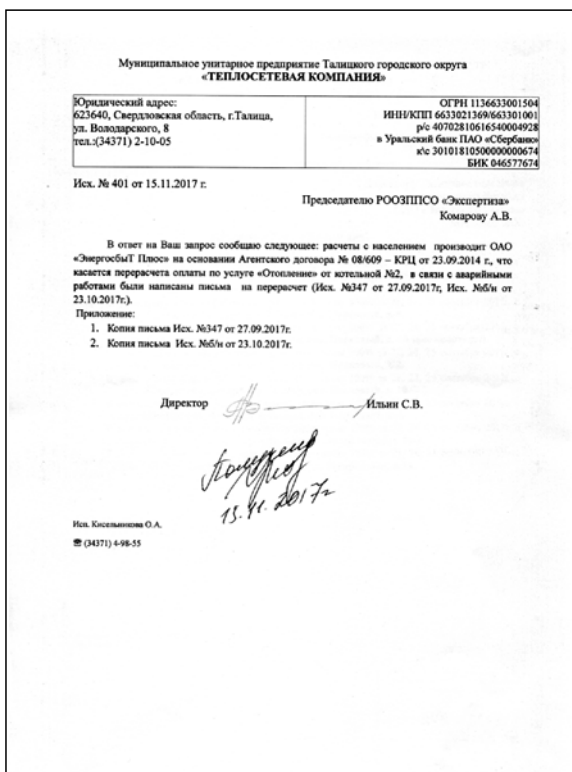 Муниципальное унитарное предприятие Талицкого городского округа
«ТЕПЛОСЕТЕВАЯ КОМПАНИЯ»
Юридический адрес:
623640, Свердловская область, г.Талица,
ул. Володарского, 8
тел.:(34371) 2-10-05
ОГРН 1136633001504
ИНН/КПП 6633021369/663301001
р/с 40702810616540004928
в Уральский банк ПАО «Сбербанк»
к\с 30101810500000000674
БИК 046577674
Исх. № 401 от 15.11.2017 г.
Председателю РООЗППСО «Экспертиза»
Комарову А.В.
В ответ на Ваш запрос сообщаю следующее: расчеты с населением производит ОАО
«ЭнергосбыТ Плюс» на основании Агентского договора № 08/609 – КРЦ от 23.09.2014 г., что
касается перерасчета оплаты по услуге «Отопление» от котельной №2, в связи с аварийными
работами были написаны письма на перерасчет (Исх. №347 от 27.09.2017г, Исх. №б/н от
23.10.2017г.).
Приложение:
1. Копия письма Исх. №347 от 27.09.2017г.
2. Копия письма Исх. №б/н от 23.10.2017г.
Директор Ильин С.В.
15.11.2017г
Исп. Кисельникова О.А.
☎ (34371) 4-98-55